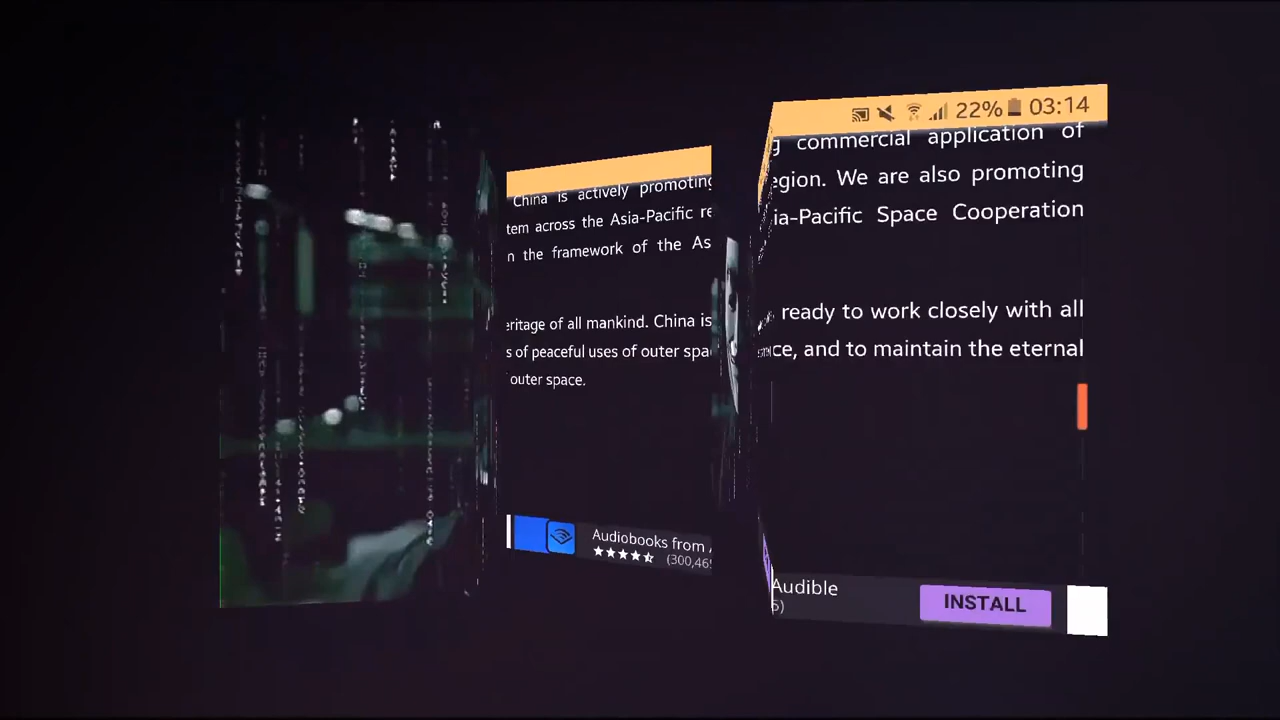 22% 03:14
China is actively promoting
g commercial application of
tem across the Asia-Pacific re
egion. We are also promoting
n the framework of the As
ia-Pacific Space Cooperation
eritage of all mankind. China is
ready to work closely with all
s of peaceful uses of outer spa
ce, and to maintain the eternal
outer space.
Audiobooks from
Audible
(300,46
5)
INSTALL